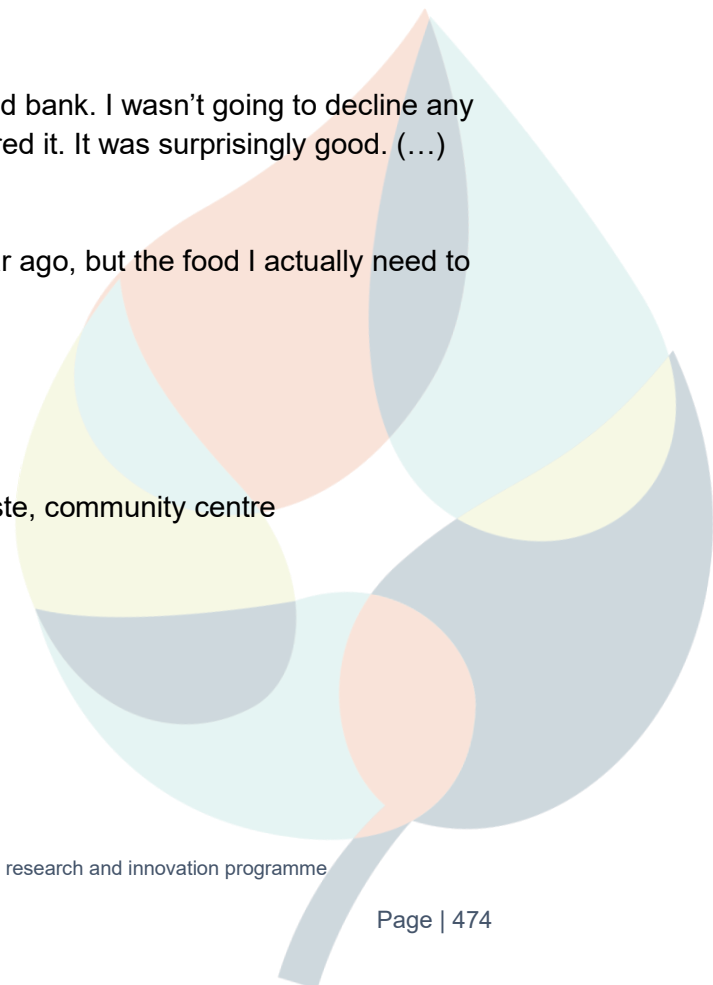 d bank. I wasn’t going to decline any
red it. It was surprisingly good. (…)
r ago, but the food I actually need to
ste, community centre
research and innovation programme
Page | 474